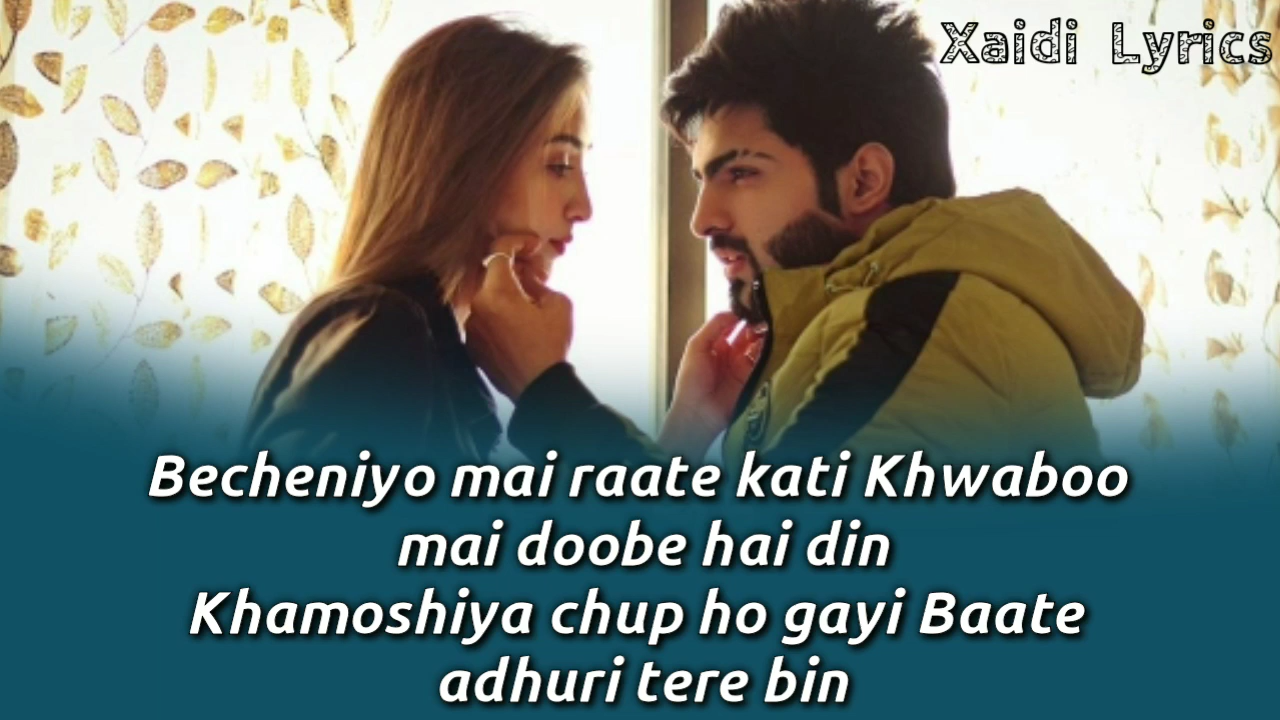 Xaidi Lyrics
Becheniyo mai raate kati Khwaboo
mai doobe hai din
Khamoshiya chup ho gayi Baate
adhuri tere bin